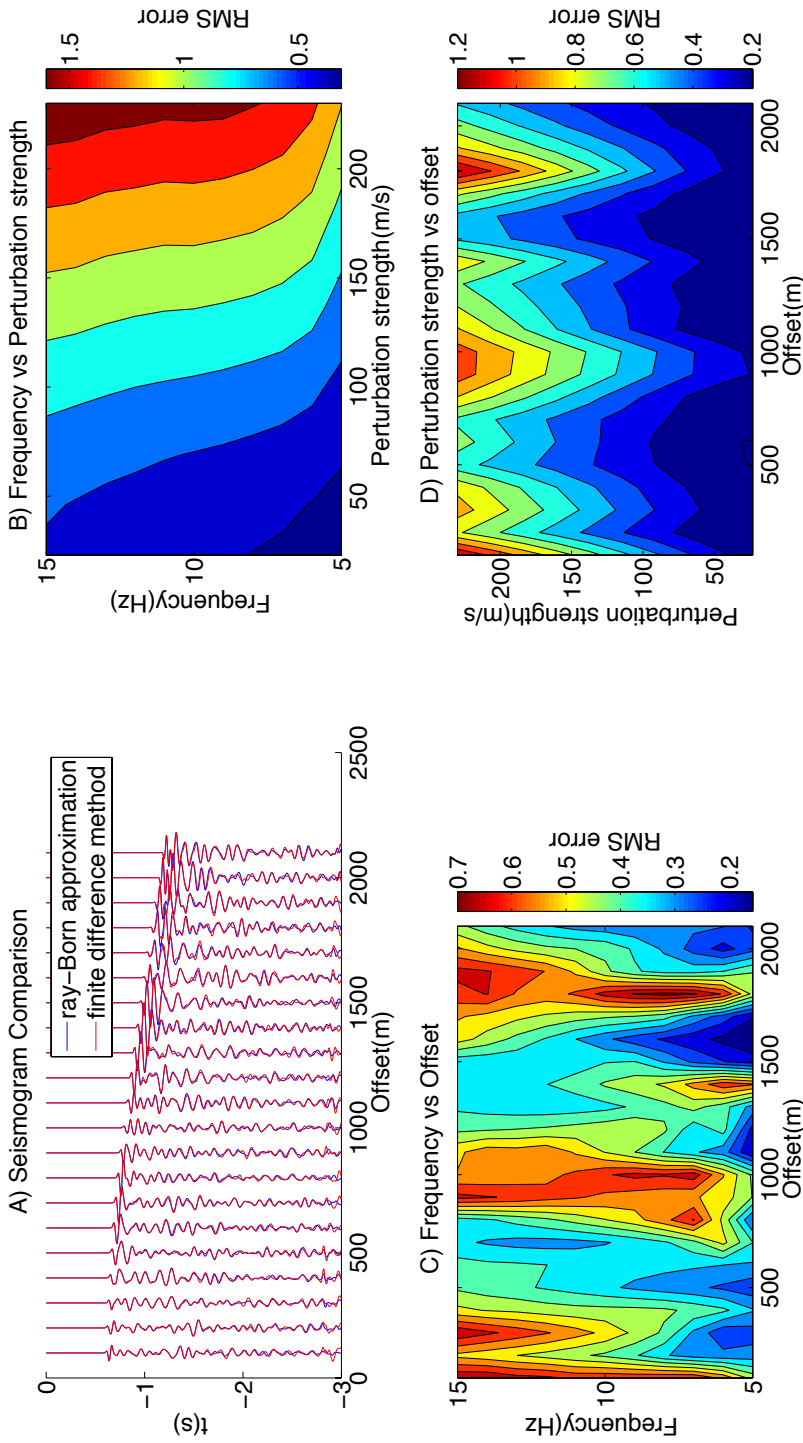 A) Seismogram Comparison
ray−Born approximation
finite difference method
0
−1
−2
−3
t(s)
0
500
1000
1500
2000
2500
Offset(m)
B) Frequency vs Perturbation strength
15
10
5
Frequency(Hz)
50
100
150
200
Perturbation strength(m/s)
1.5
1
0.5
RMS error
C) Frequency vs Offset
15
10
5
Frequency(Hz
500
1000
1500
2000
Offset(m)
0.7
0.6
0.5
0.4
0.3
0.2
RMS error
D) Perturbation strength vs offset
200
150
100
50
Perturbation strength(m/s
500
1000
1500
2000
Offset(m)
1.2
1
0.8
0.6
0.4
0.2
RMS error